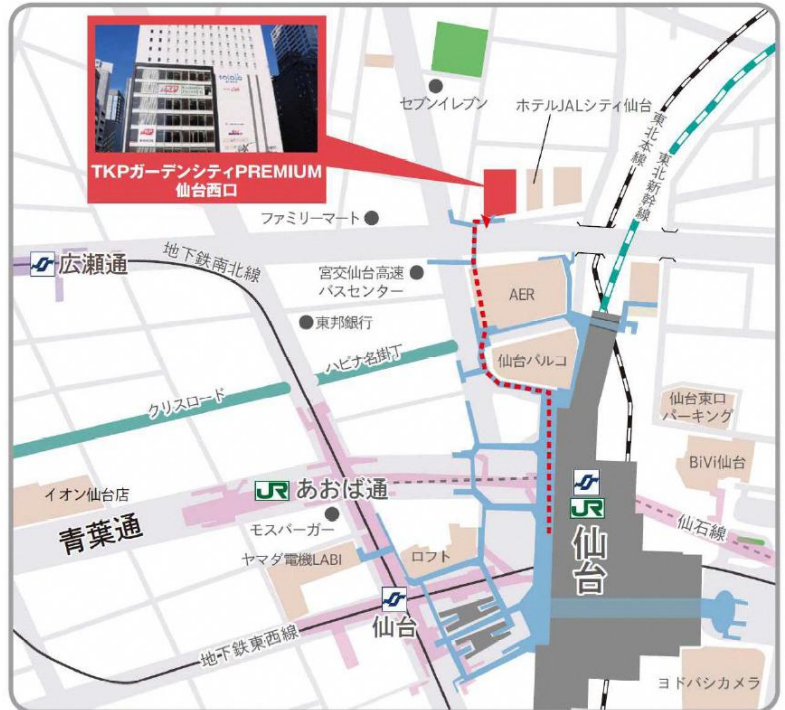 セブンイレブン
ホテルJALシティ仙台
東北本線
東北新幹線
TKPガーデンシティPREMIUM
仙台西口
ファミリーマート
広瀬通
地下鉄南北線
宮交仙台高速
バスセンター
AER
東邦銀行
仙台パルコ
ハピナ名掛丁
クリスロード
仙台東口
パーキング
BiVi仙台
イオン仙台店
JR あおば通
青葉通
モスバーガー
JR
仙台
仙石線
ヤマダ電機LABI
ロフト
仙台
地下鉄東西線
ヨドバシカメラ